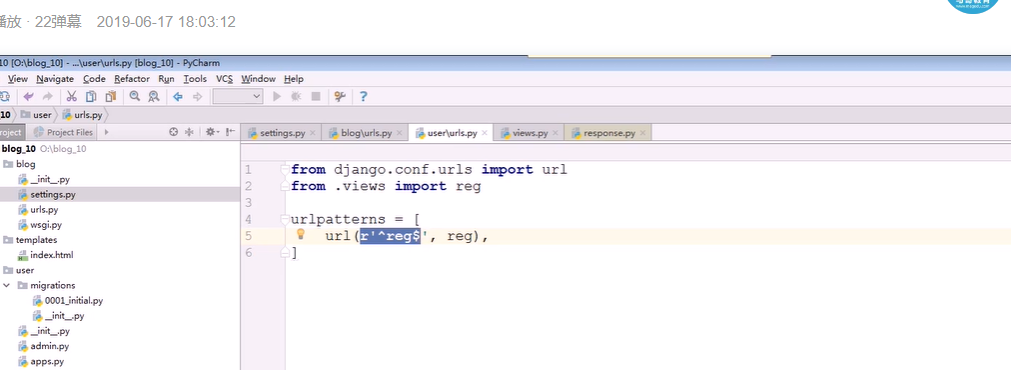 播放 · 22弹幕 2019-06-17 18:03:12
10 [O:\blog_10] - ...\user\urls.py [blog_10] - PyCharm
View Navigate Code Refactor Run Tools VCS Window Help
10 user urls.py
roject Project Files settings.py blog\urls.py user\urls.py views.py response.py
blog_10 O:\blog_10
blog
__init__.py
settings.py
urls.py
wsgi.py
templates
index.html
user
migrations
0001_initial.py
__init__.py
__init__.py
admin.py
apps.py
1 from django.conf.urls import url
2 from .views import reg
3
4 urlpatterns = [
5 url(r'^reg$', reg),
6 ]